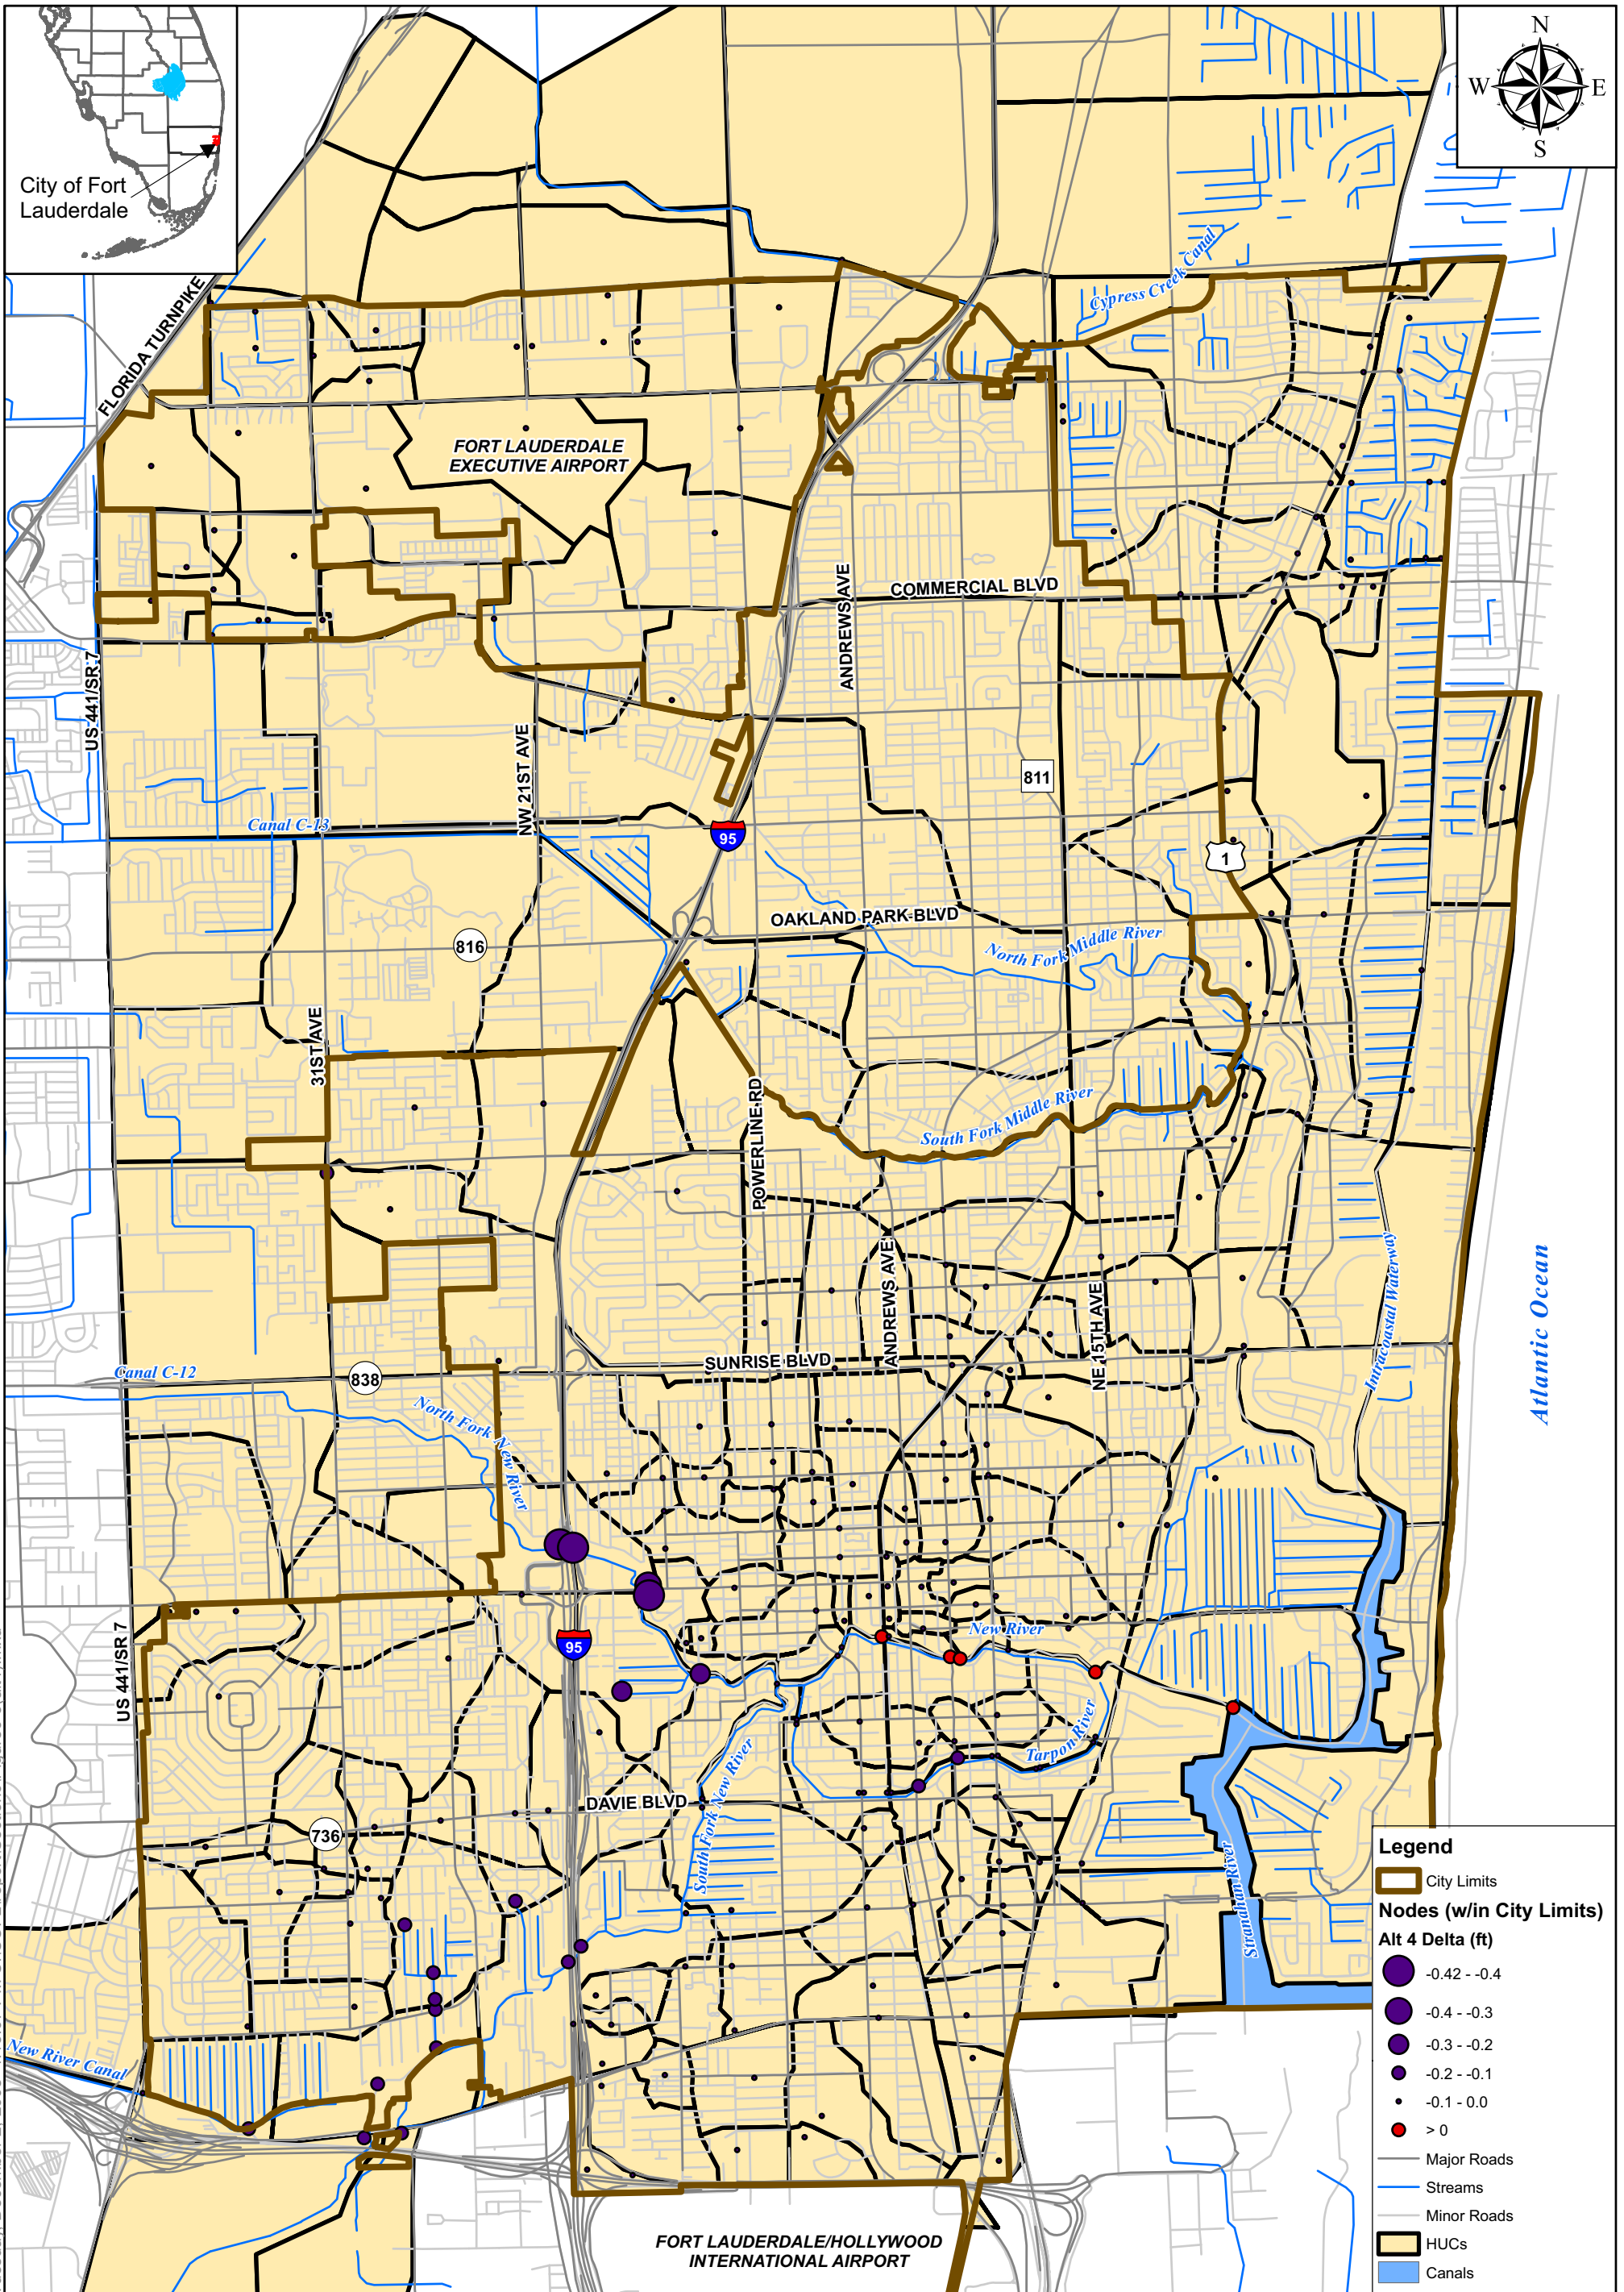 N
W
E
S
City of Fort
Lauderdale
FLORIDA TURNPIKE
Cypress Creek Canal
FORT LAUDERDALE
EXECUTIVE AIRPORT
COMMERCIAL BLVD
ANDREWS AVE
US 441/SR 7
NW 21ST AVE
811
Canal C-13
95
1
OAKLAND PARK BLVD
816
North Fork Middle River
31ST AVE
POWERLINE RD
South Fork Middle River
Intracoastal Waterway
Atlantic Ocean
ANDREWS AVE
NE 15TH AVE
SUNRISE BLVD
Canal C-12
838
North Fork New River
New River
95
US 441/SR 7
Tarpon River
South Fork New River
DAVIE BLVD
736
Stranahan River
New River Canal
FORT LAUDERDALE/HOLLYWOOD
INTERNATIONAL AIRPORT
Legend
City Limits
Nodes (w/in City Limits)
Alt 4 Delta (ft)
-0.42 - -0.4
-0.4 - -0.3
-0.3 - -0.2
-0.2 - -0.1
-0.1 - 0.0
> 0
Major Roads
Streams
Minor Roads
HUCs
Canals